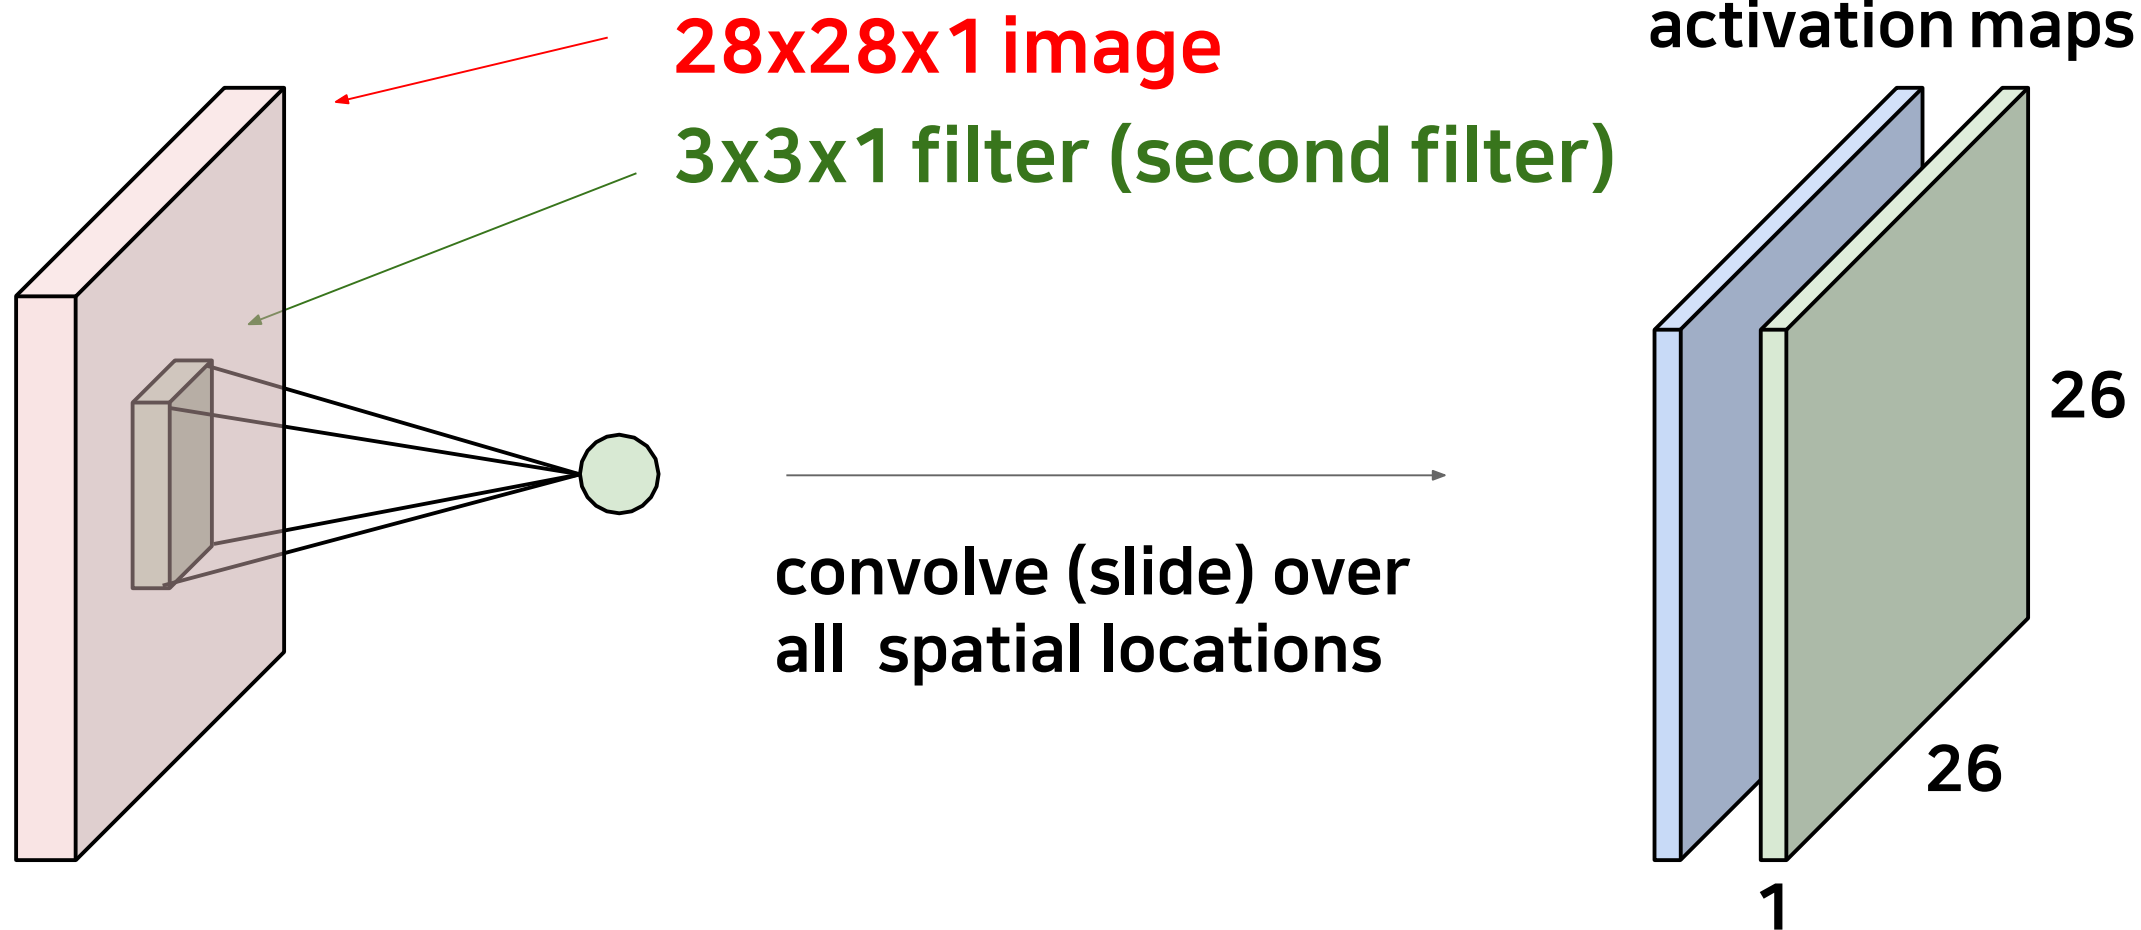 28x28x1 image
3x3x1 filter (second filter)
convolve (slide) over
all  spatial locations
activation maps
26
26
1